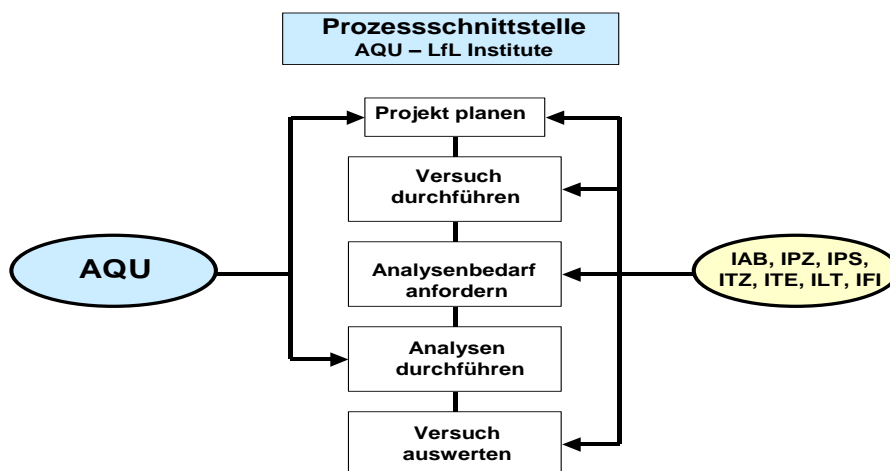 Prozessschnittstelle
AQU – LfL Institute
Projekt planen
Versuch
durchführen
AQU
Analysenbedarf
anfordern
IAB, IPZ, IPS,
ITZ, ITE, ILT, IFI
Analysen
durchführen
Versuch
auswerten